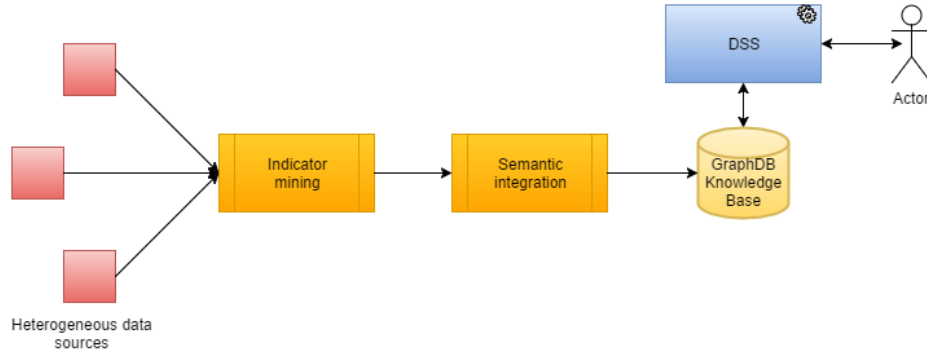 DSS
Actor
Indicator
mining
Semantic
integration
GraphDB
Knowledge
Base
Heterogeneous data
sources